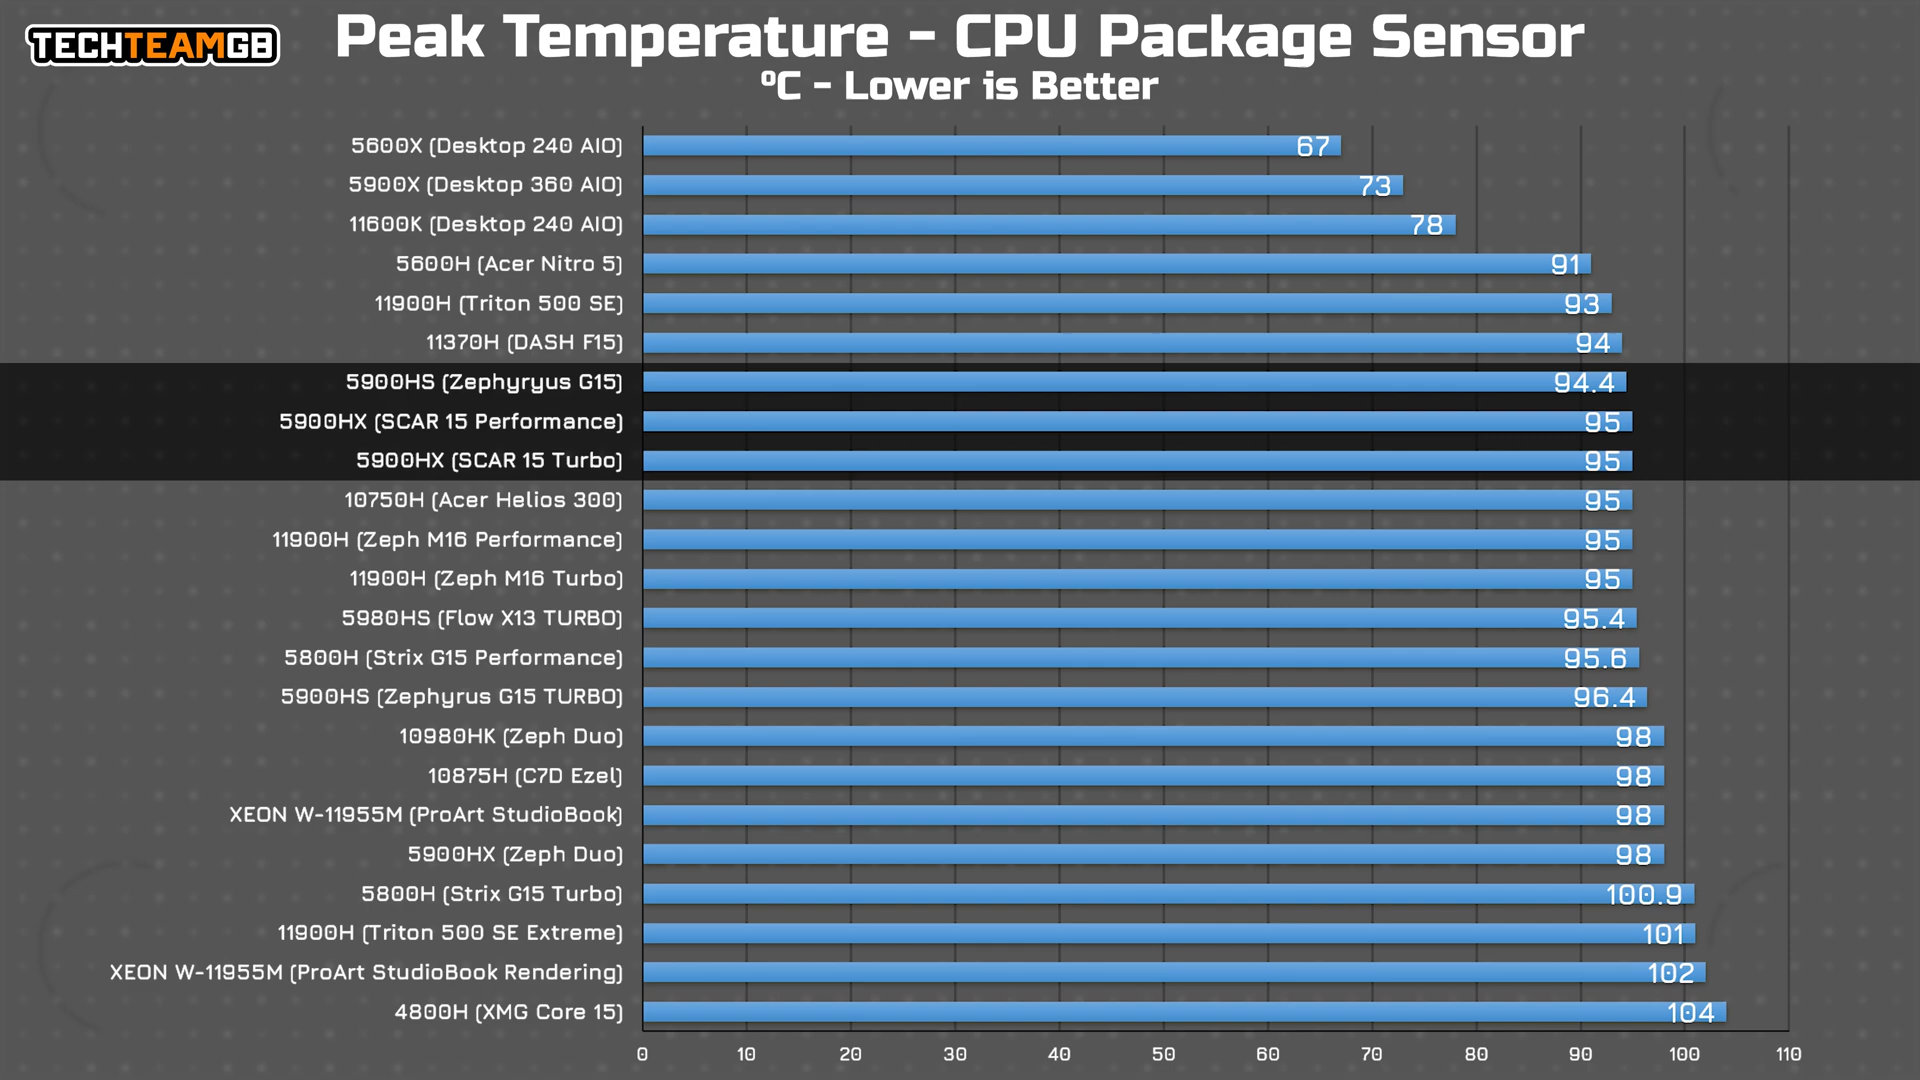 TECHTEAMGB
Peak Temperature - CPU Package Sensor
ºC - Lower is Better
5600X (Desktop 240 AIO) 67
5900X (Desktop 360 AIO) 73
11600K (Desktop 240 AIO) 78
5600H (Acer Nitro 5) 91
11900H (Triton 500 SE) 93
11370H (DASH F15) 94
5900HS (Zephyryus G15) 94.4
5900HX (SCAR 15 Performance) 95
5900HX (SCAR 15 Turbo) 95
10750H (Acer Helios 300) 95
11900H (Zeph M16 Performance) 95
11900H (Zeph M16 Turbo) 95
5980HS (Flow X13 TURBO) 95.4
5800H (Strix G15 Performance) 95.6
5900HS (Zephyrus G15 TURBO) 96.4
10980HK (Zeph Duo) 98
10875H (C7D Ezel) 98
XEON W-11955M (ProArt StudioBook) 98
5900HX (Zeph Duo) 98
5800H (Strix G15 Turbo) 100.9
11900H (Triton 500 SE Extreme) 101
XEON W-11955M (ProArt StudioBook Rendering) 102
4800H (XMG Core 15) 104
0 10 20 30 40 50 60 70 80 90 100 110